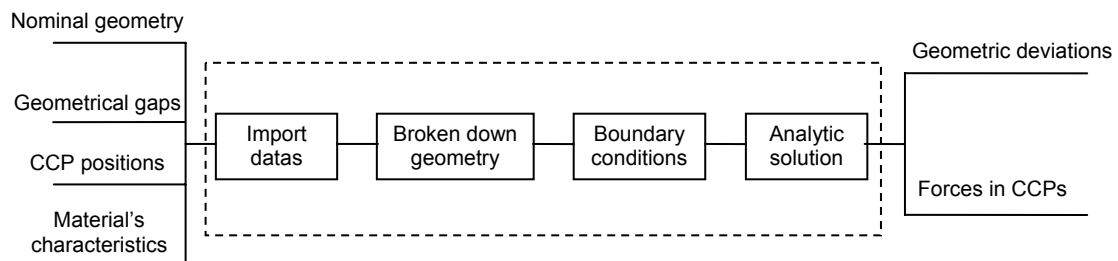 Nominal geometry
Geometrical gaps
CCP positions
Material's
characteristics
Import
datas
Broken down
geometry
Boundary
conditions
Analytic
solution
Geometric deviations
Forces in CCPs